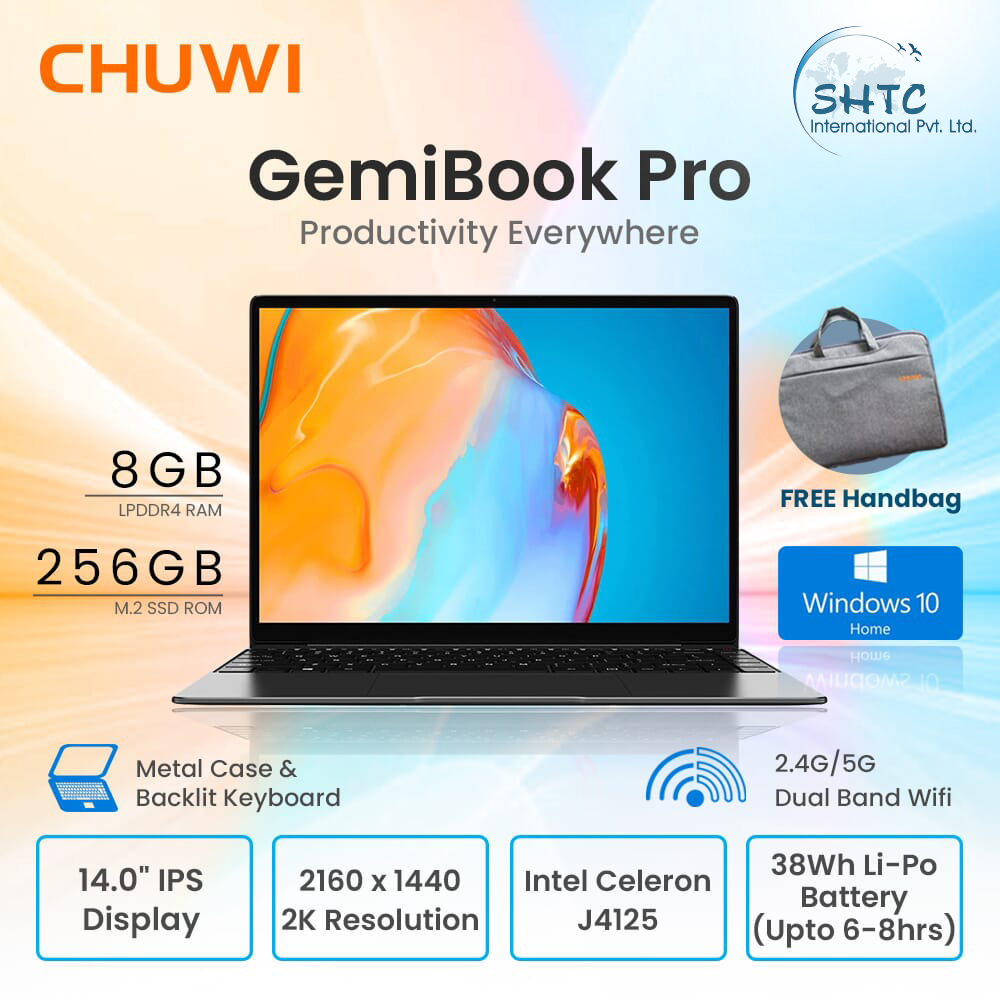 CHUWI
SHTC
International Pvt. Ltd.
GemiBook Pro
Productivity Everywhere
CHUWI
8GB
LPDDR4 RAM
FREE Handbag
256GB
M.2 SSD ROM
Windows 10
Home
Metal Case &
Backlit Keyboard
2.4G/5G
Dual Band Wifi
14.0" IPS
Display
2160 x 1440
2K Resolution
Intel Celeron
J4125
38Wh Li-Po
Battery
(Upto 6-8hrs)